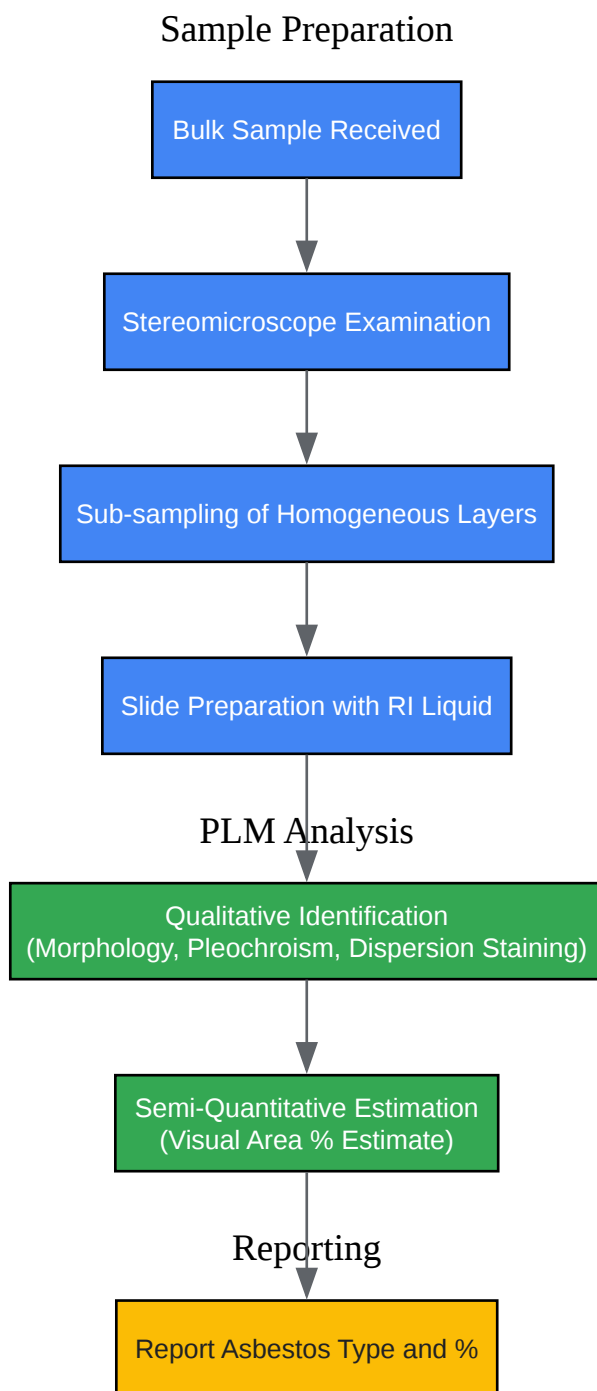 Sample Preparation
Bulk Sample Received
Stereomicroscope Examination
Sub-sampling of Homogeneous Layers
Slide Preparation with RI Liquid
PLM Analysis
Qualitative Identification
(Morphology, Pleochroism, Dispersion Staining)
Semi-Quantitative Estimation
(Visual Area % Estimate)
Reporting
Report Asbestos Type and %